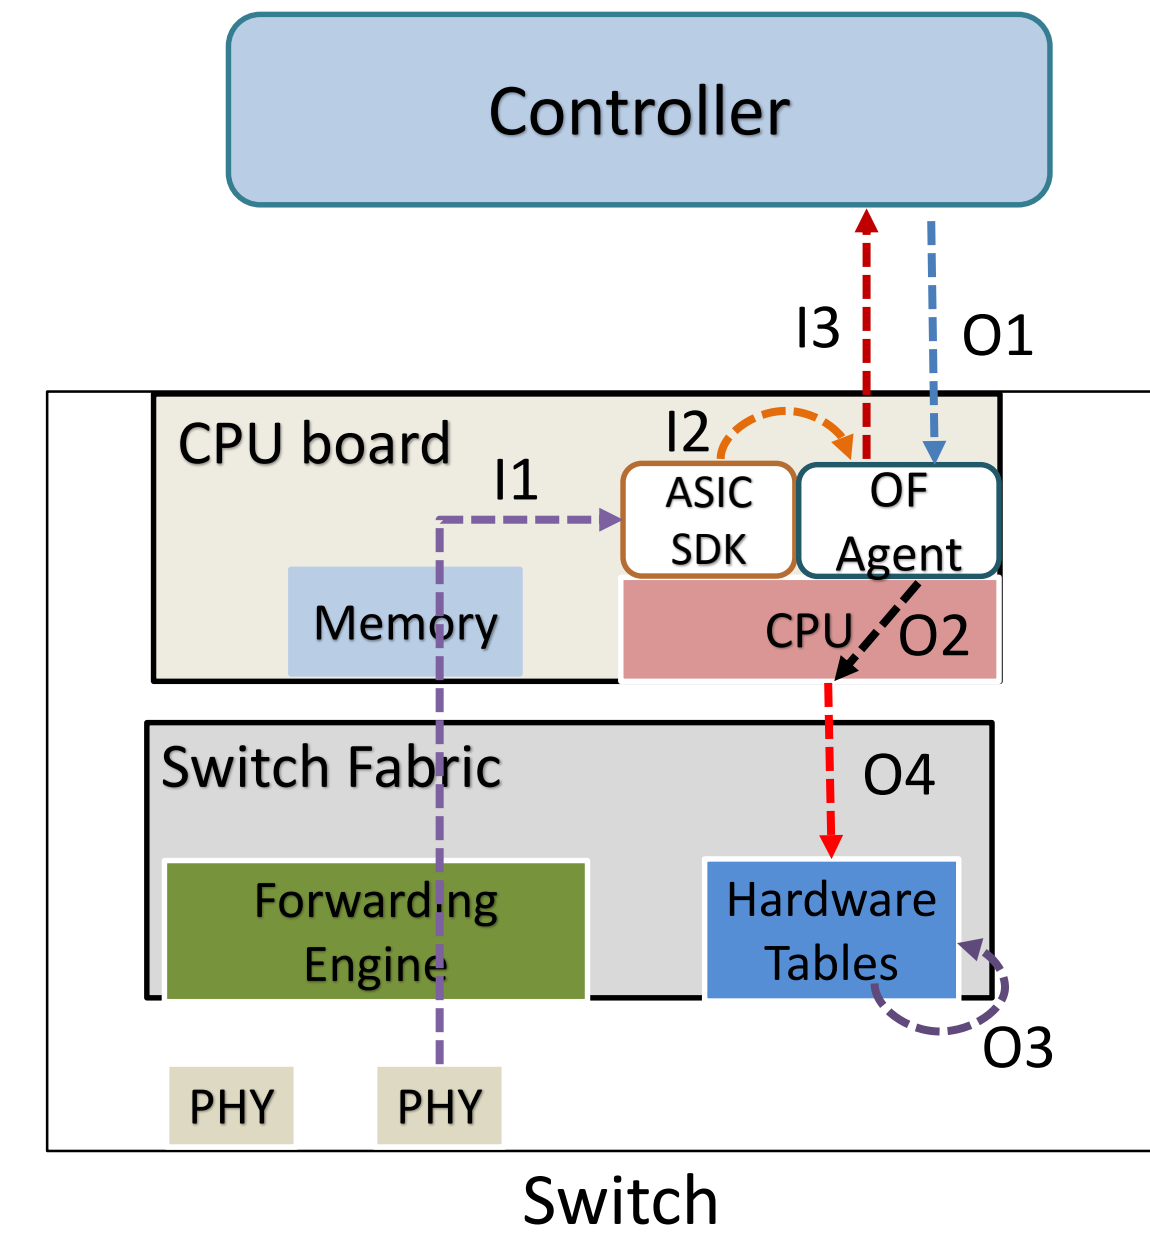 Controller
I3
O1
CPU board
I2
I1
ASIC
SDK
OF
Agent
Memory
CPU
O2
Switch Fabric
O4
Forwarding
Engine
Hardware
Tables
O3
PHY
PHY
Switch